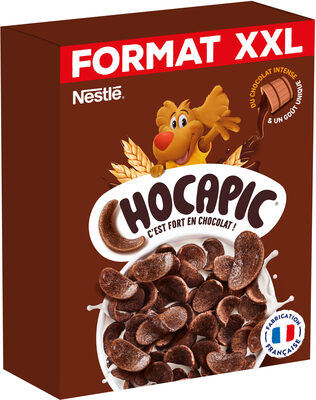 FORMAT XXL
Nestlé
DU CHOCOLAT INTENSE
& UN GOÛT UNIQUE
CHOCAPIC
C'EST FORT EN CHOCOLAT !
FABRICATION
FRANÇAISE